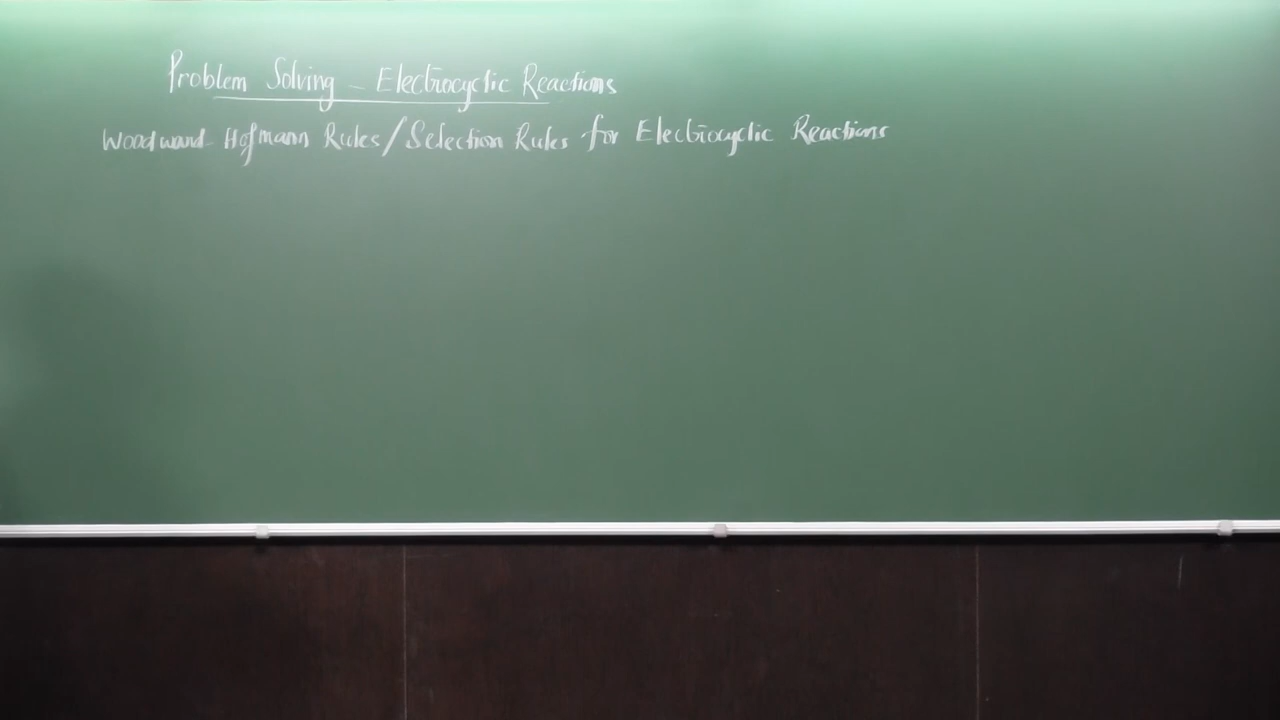 Problem Solving - Electrocyclic Reactions
Woodward-Hofmann Rules/Selection Rules for Electrocyclic Reactions